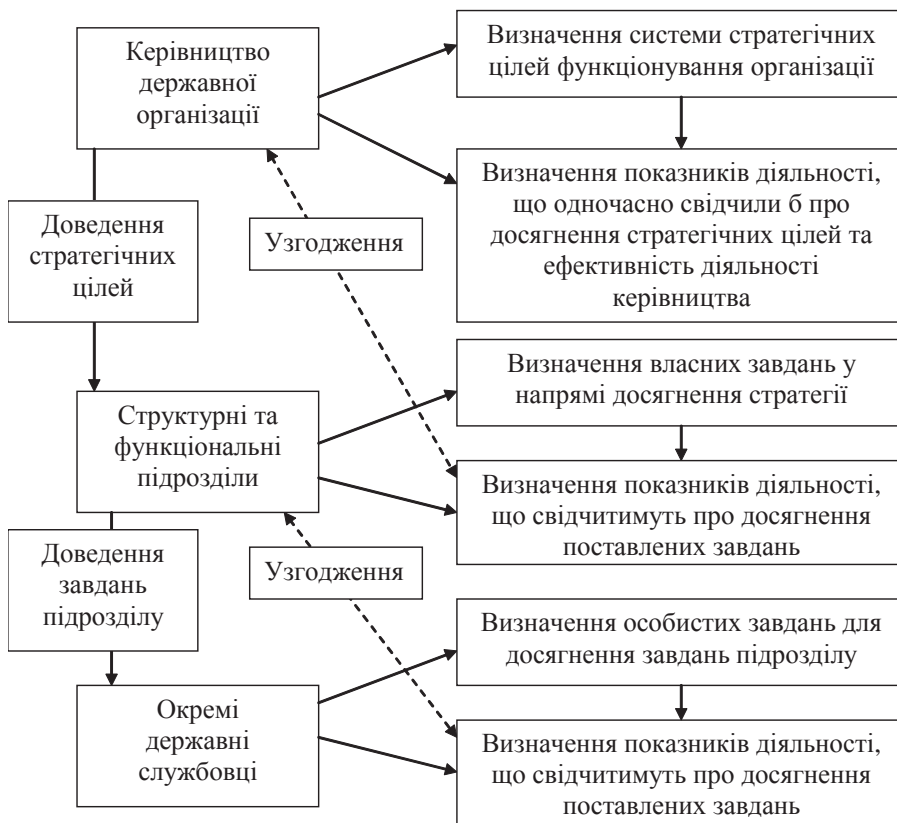 Керівництво
державної
організації
Визначення системи стратегічних
цілей функціонування організації
Визначення показників діяльності,
що одночасно свідчили б про
досягнення стратегічних цілей та
ефективність діяльності
керівництва
Доведення
стратегічних
цілей
Узгодження
Структурні та
функціональні
підрозділи
Визначення власних завдань у
напрямі досягнення стратегії
Визначення показників діяльності,
що свідчитимуть про досягнення
поставлених завдань
Доведення
завдань
підрозділу
Узгодження
Окремі
державні
службовці
Визначення особистих завдань для
досягнення завдань підрозділу
Визначення показників діяльності,
що свідчитимуть про досягнення
поставлених завдань